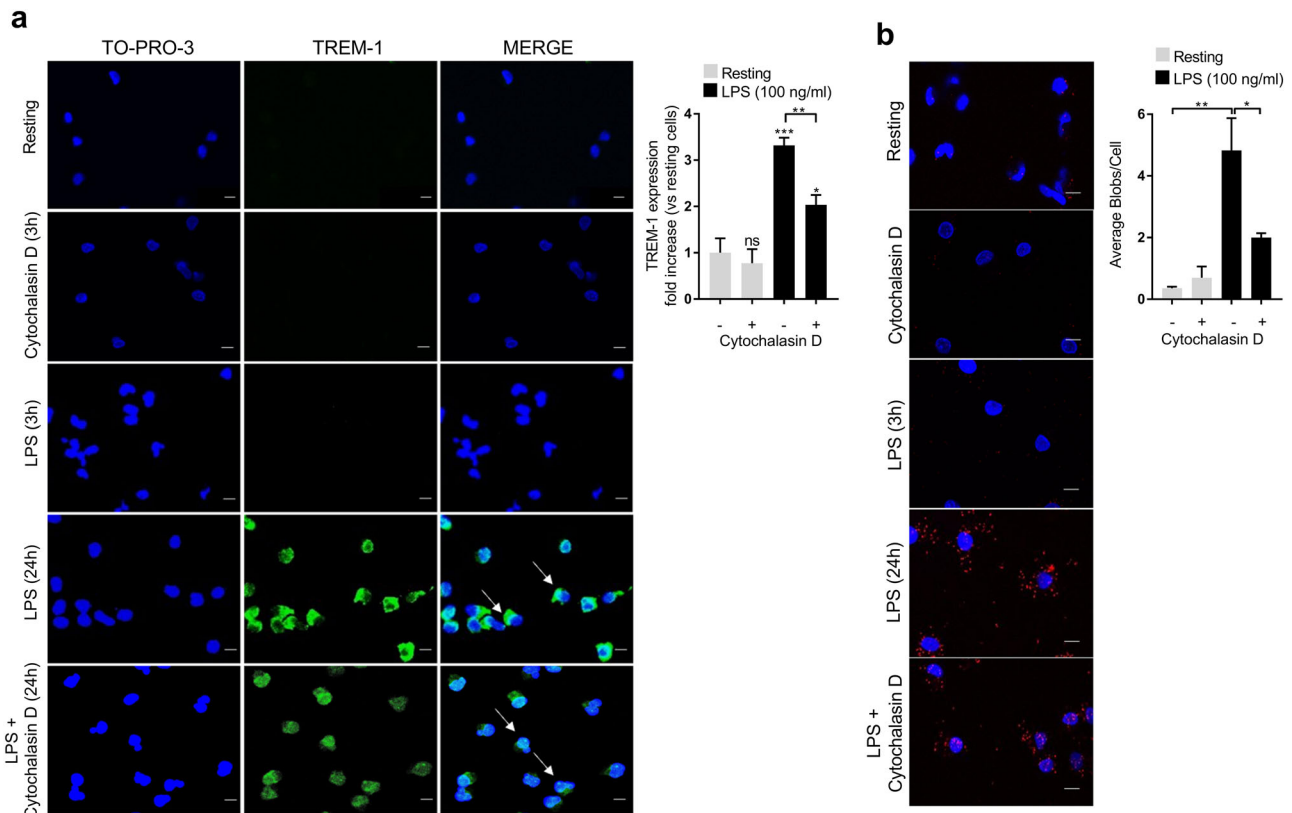 a
TO-PRO-3
TREM-1
MERGE
Resting
Cytochalasin D (3h)
LPS (3h)
LPS (24h)
LPS +
Cytochalasin D (24h)
Resting
LPS (100 ng/ml)
TREM-1 expression
fold increase (vs resting cells)
4
3
2
1
0
ns
***
**
*
- + - +
Cytochalasin D
b
Resting
Cytochalasin D
LPS (3h)
LPS (24h)
LPS +
Cytochalasin D
Resting
LPS (100 ng/ml)
Average Blobs/Cell
6
4
2
0
**
*
- + - +
Cytochalasin D